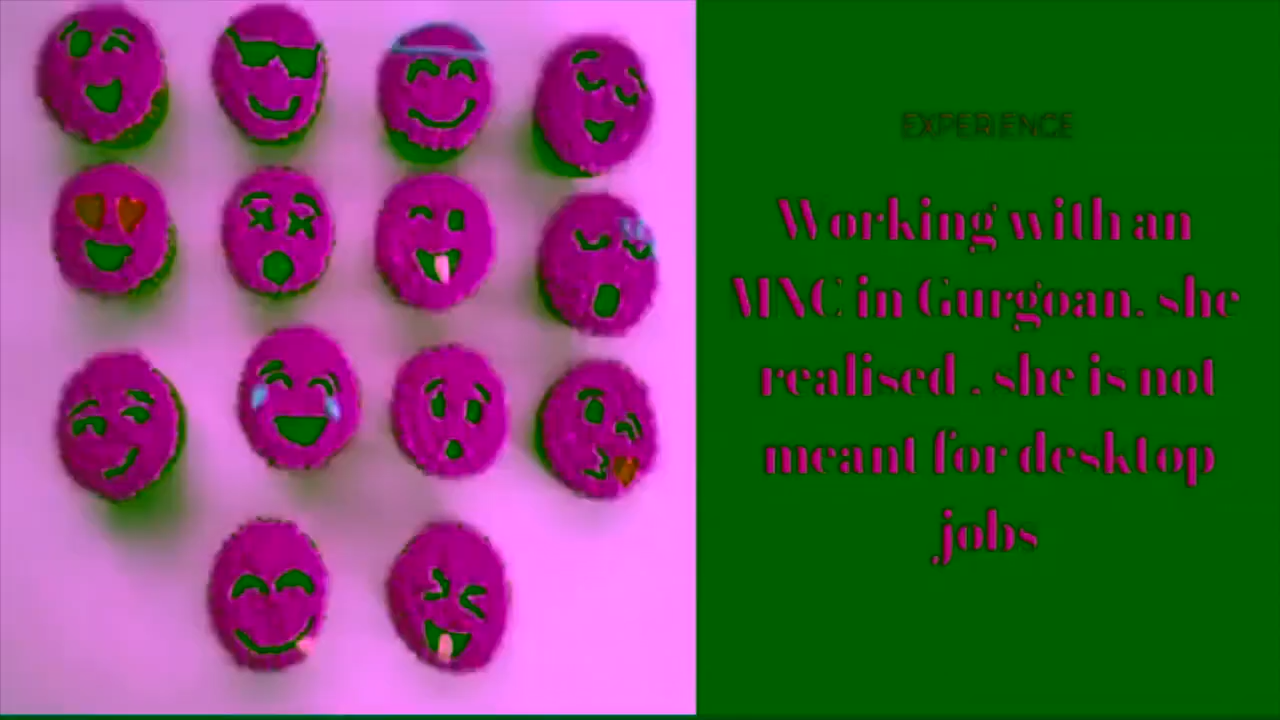 EXPERIENCE
Working with an
MNC in Gurgoan. she
realised . she is not
meant for desktop
jobs